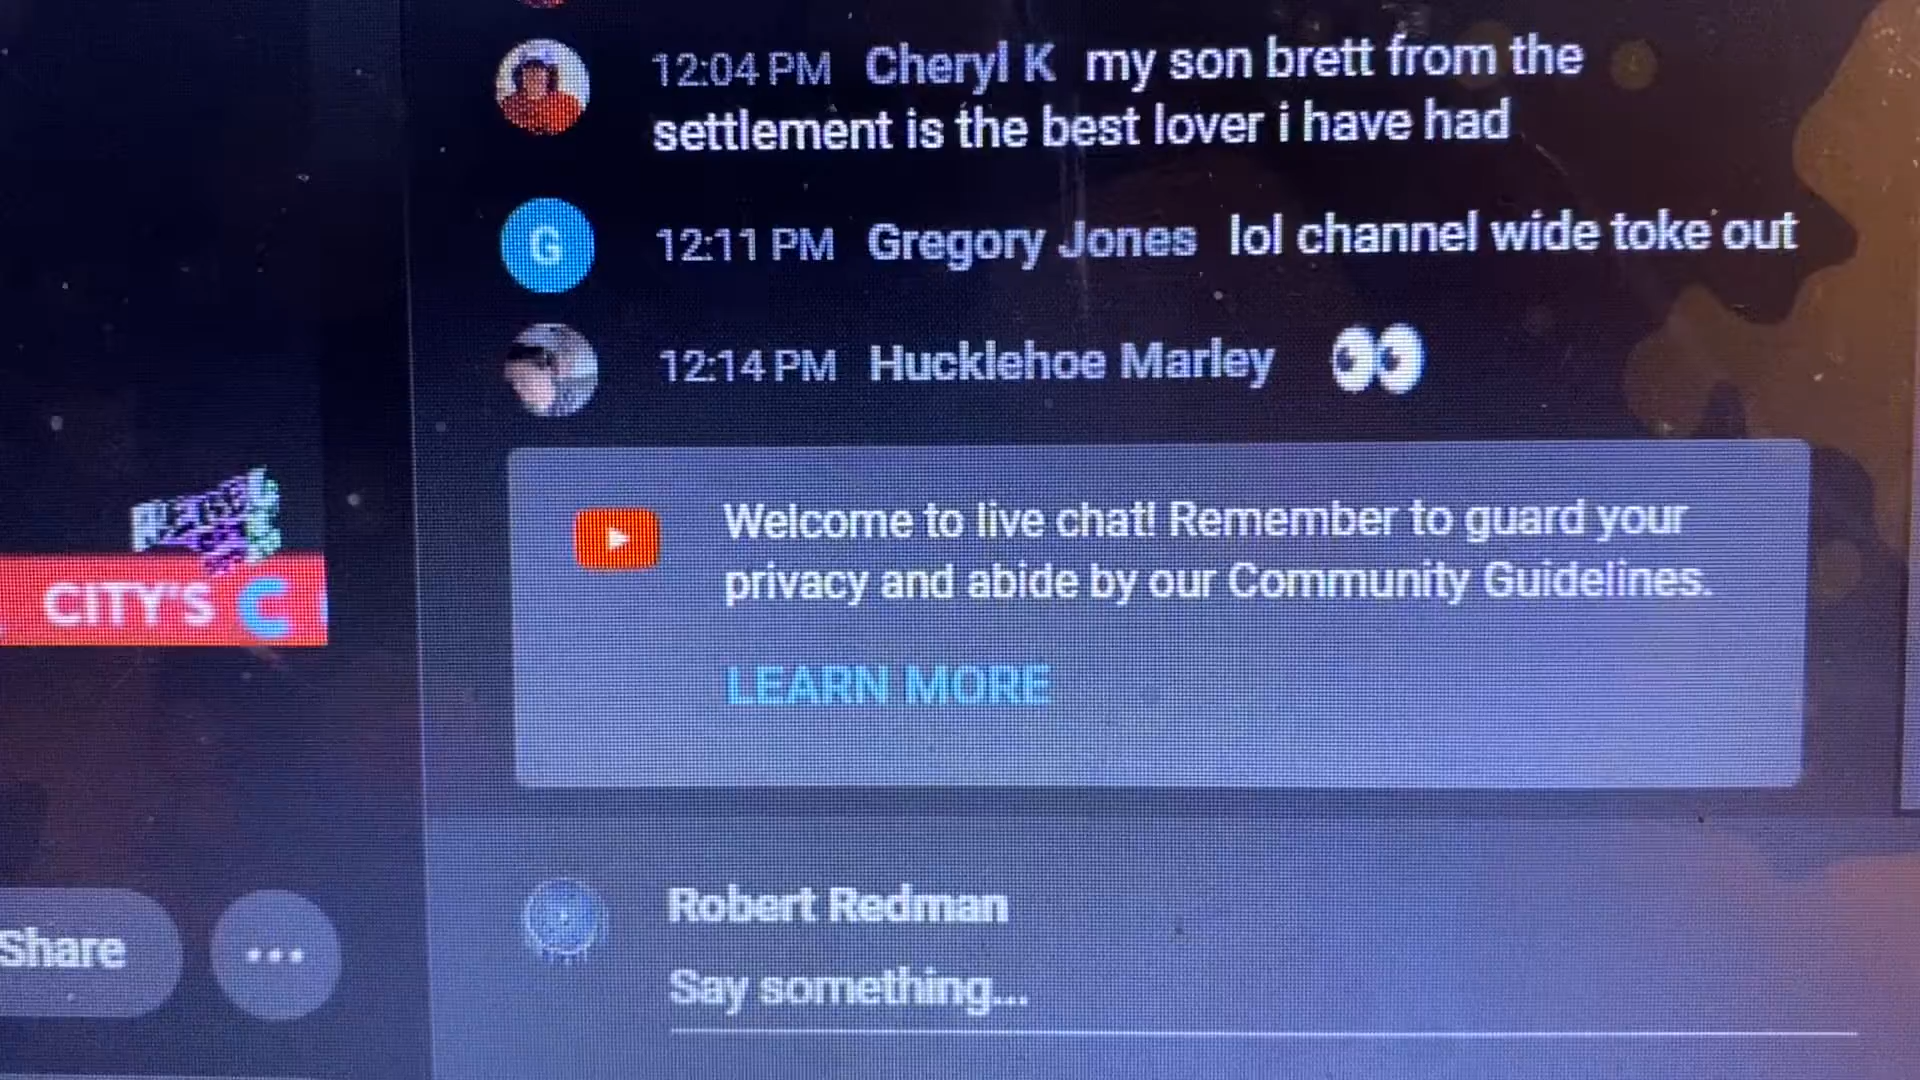 12:04 PM Cheryl K my son brett from the
settlement is the best lover i have had
G
12:11 PM Gregory Jones lol channel wide toke out
12:14 PM Hucklehoe Marley 👀
Welcome to live chat! Remember to guard your
privacy and abide by our Community Guidelines.
LEARN MORE
CITY'S C
Robert Redman
Say something...
Share